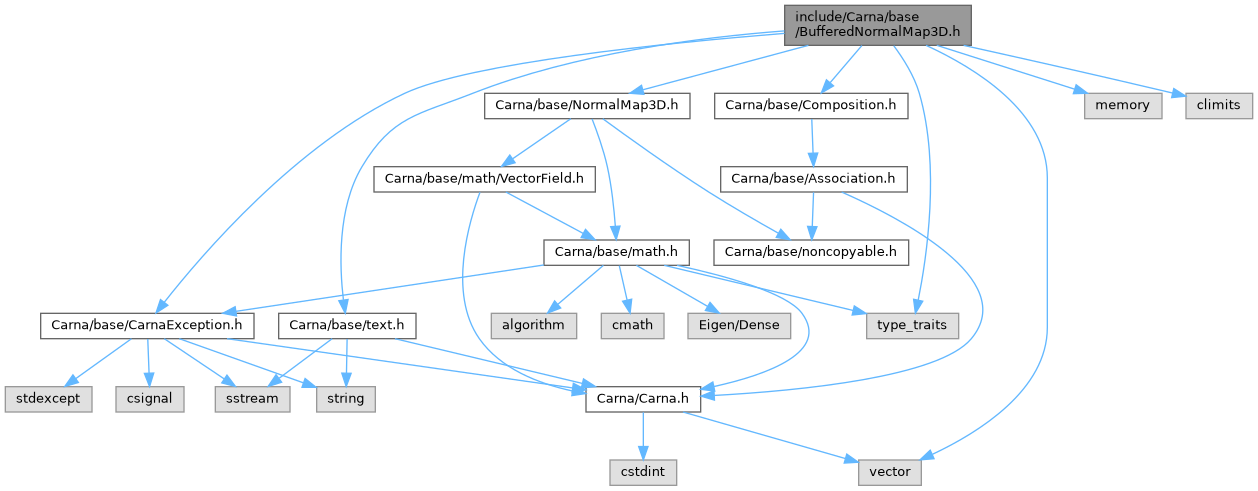 include/Carna/base
/BufferedNormalMap3D.h
Carna/base/NormalMap3D.h
Carna/base/Composition.h
memory
climits
Carna/base/math/VectorField.h
Carna/base/Association.h
Carna/base/math.h
Carna/base/noncopyable.h
Carna/base/CarnaException.h
Carna/base/text.h
algorithm
cmath
Eigen/Dense
type_traits
stdexcept
csignal
sstream
string
Carna/Carna.h
cstdint
vector